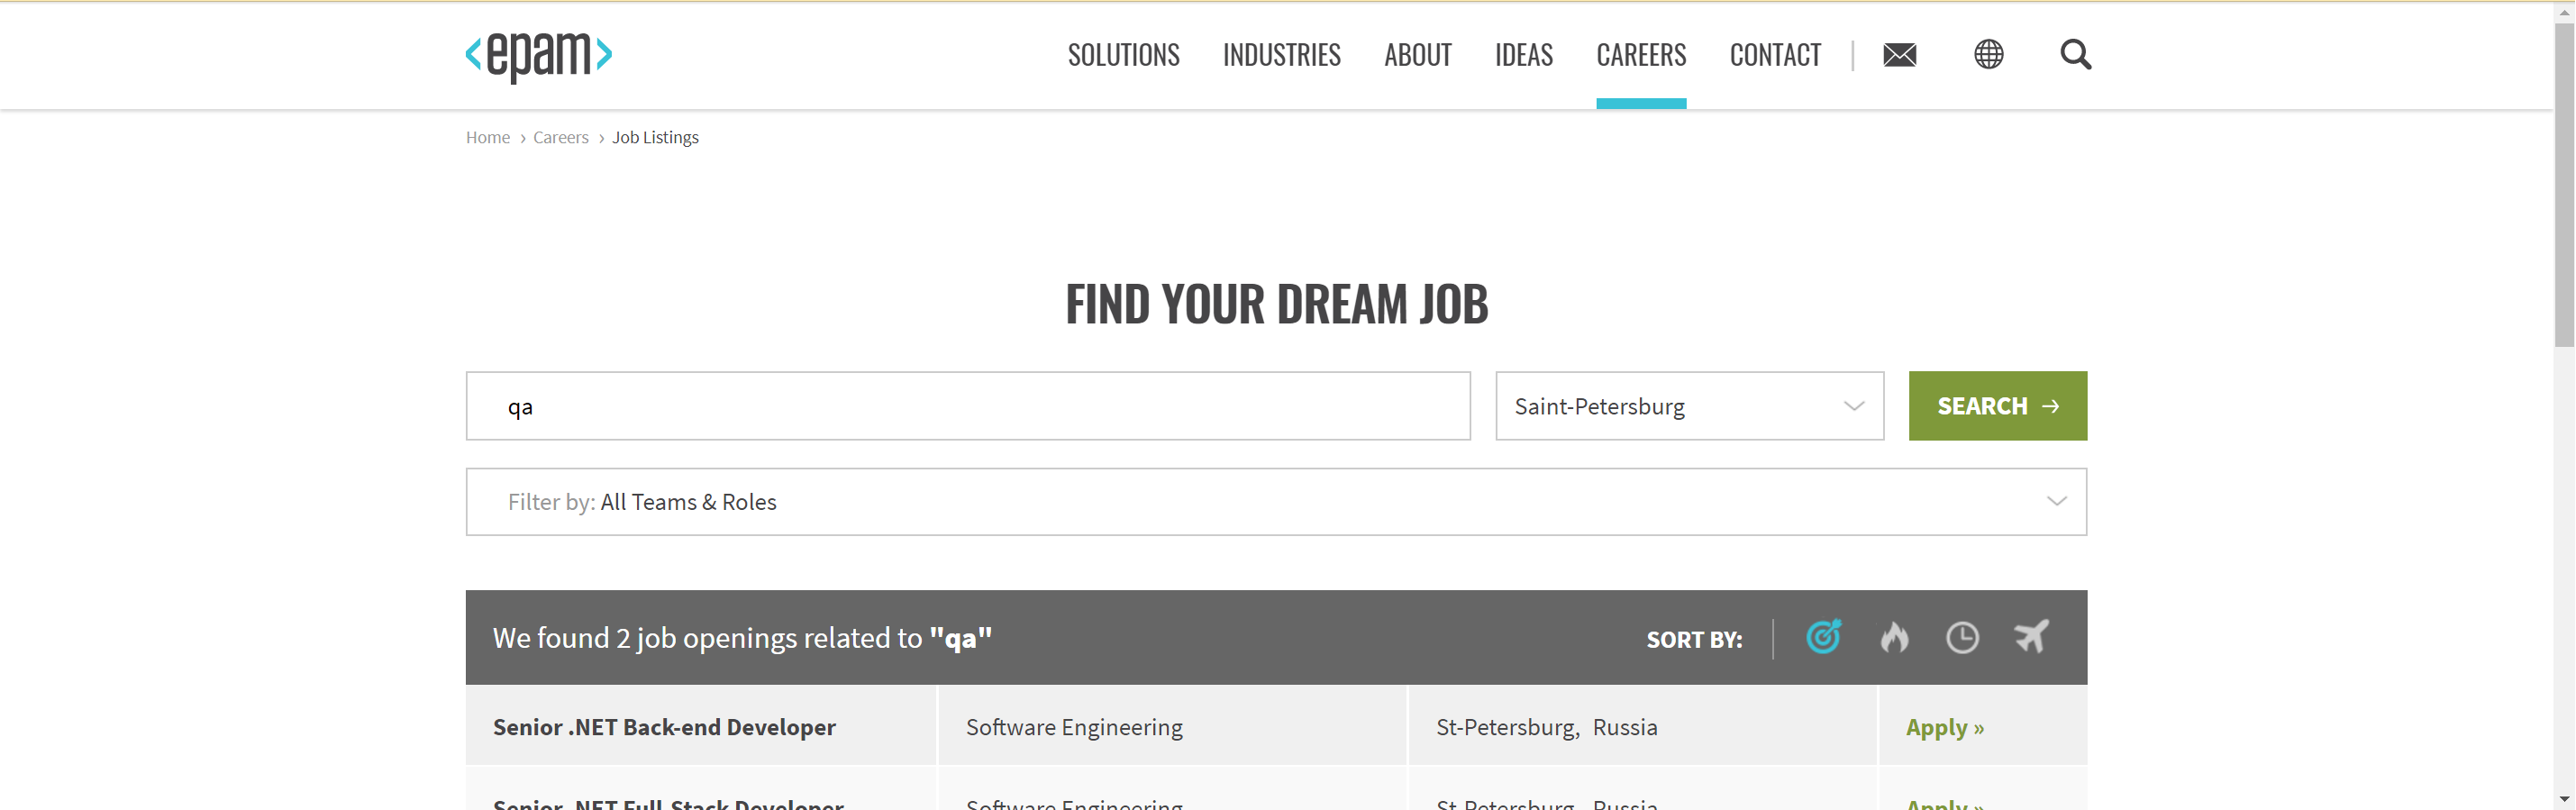 <epam>
SOLUTIONS INDUSTRIES ABOUT IDEAS CAREERS CONTACT
Home › Careers › Job Listings
FIND YOUR DREAM JOB
qa Saint-Petersburg SEARCH →
Filter by: All Teams & Roles
We found 2 job openings related to "qa" SORT BY:
Senior .NET Back-end Developer Software Engineering St-Petersburg, Russia Apply »
Senior .NET Full-Stack Developer Software Engineering St-Petersburg, Russia Apply »